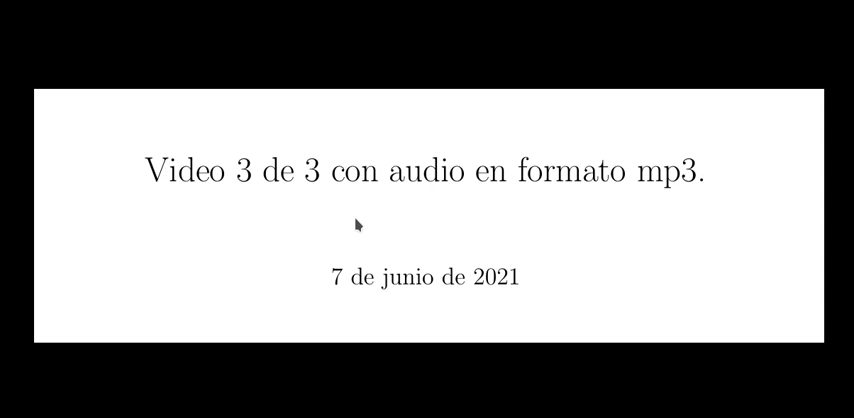 Video 3 de 3 con audio en formato mp3.
7 de junio de 2021